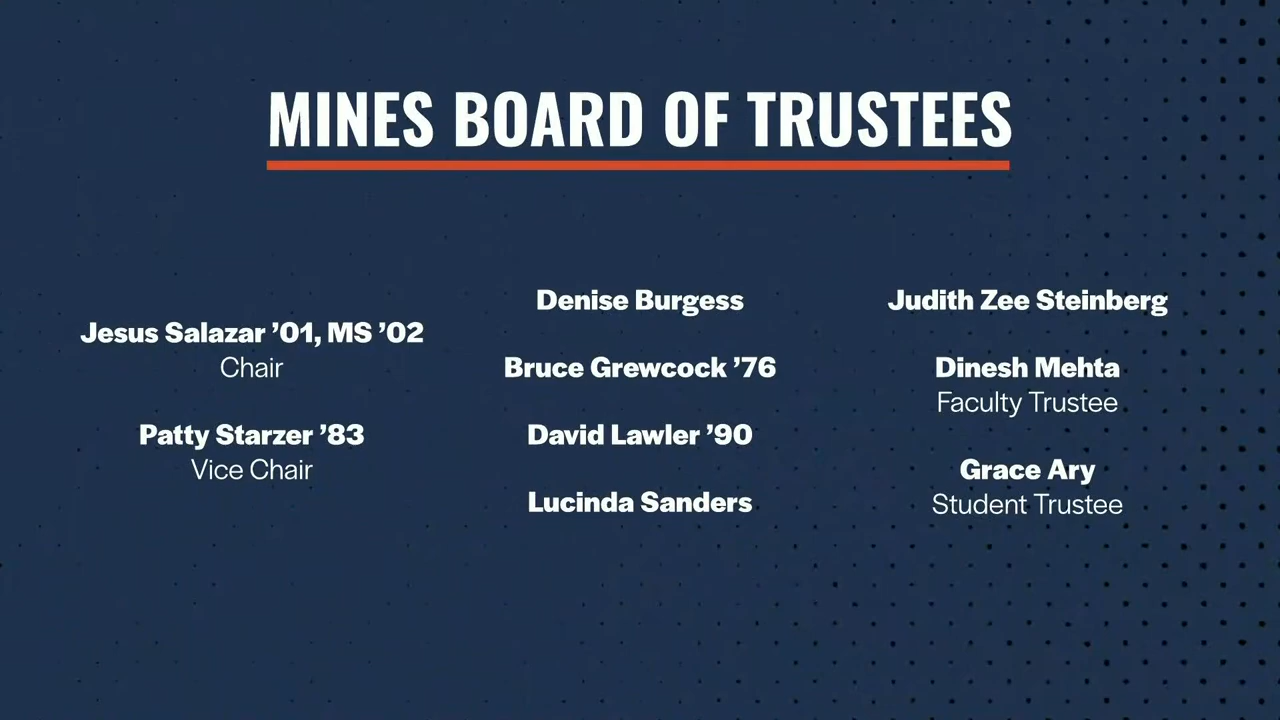 MINES BOARD OF TRUSTEES
Jesus Salazar ’01, MS ’02
Chair
Patty Starzer ’83
Vice Chair
Denise Burgess
Bruce Grewcock ’76
David Lawler ’90
Lucinda Sanders
Judith Zee Steinberg
Dinesh Mehta
Faculty Trustee
Grace Ary
Student Trustee